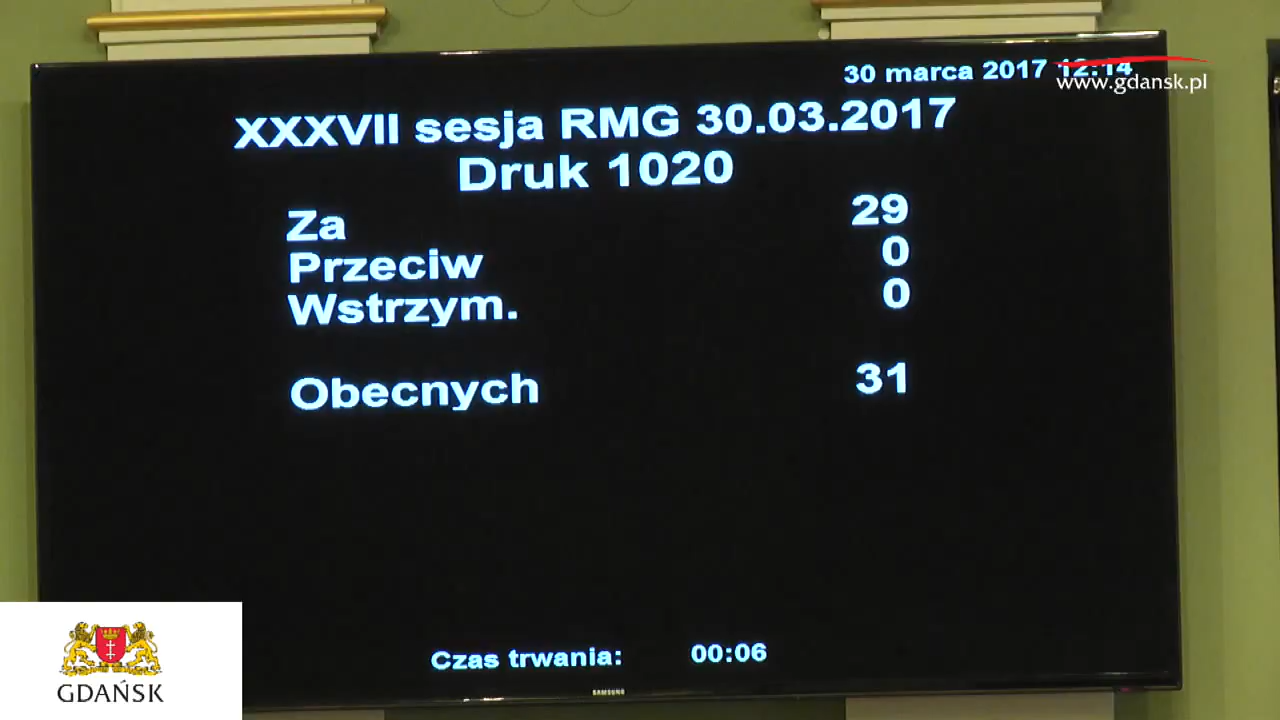 30 marca 2017 12:14
www.gdansk.pl
XXXVII sesja RMG 30.03.2017
Druk 1020
Za 29
Przeciw 0
Wstrzym. 0
Obecnych 31
Czas trwania: 00:06
SAMSUNG
GDAŃSK